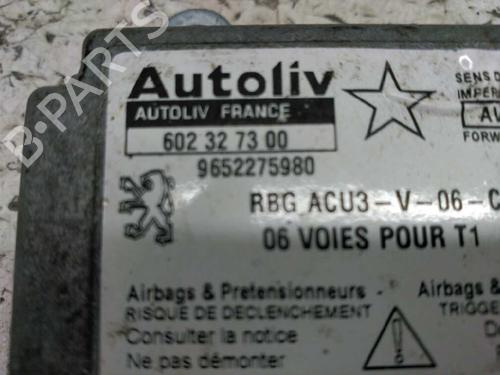 Autoliv
AUTOLIV FRANCE
602 32 73 00
9652275980
SENS D
IMPER
AV
FORW
RBG ACU3-V-06-C
06 VOIES POUR T1
Airbags & Pretensionneurs
RISQUE DE DECLENCHEMENT
Consulter la notice
Ne pas démonter
Airbags &
TRIGGE
B-Parts